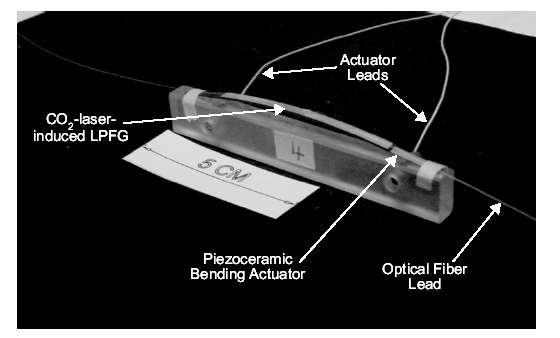 Actuator
Leads
CO2-laser-
induced LPFG
4
5 CM
Piezoceramic
Bending Actuator
Optical Fiber
Lead